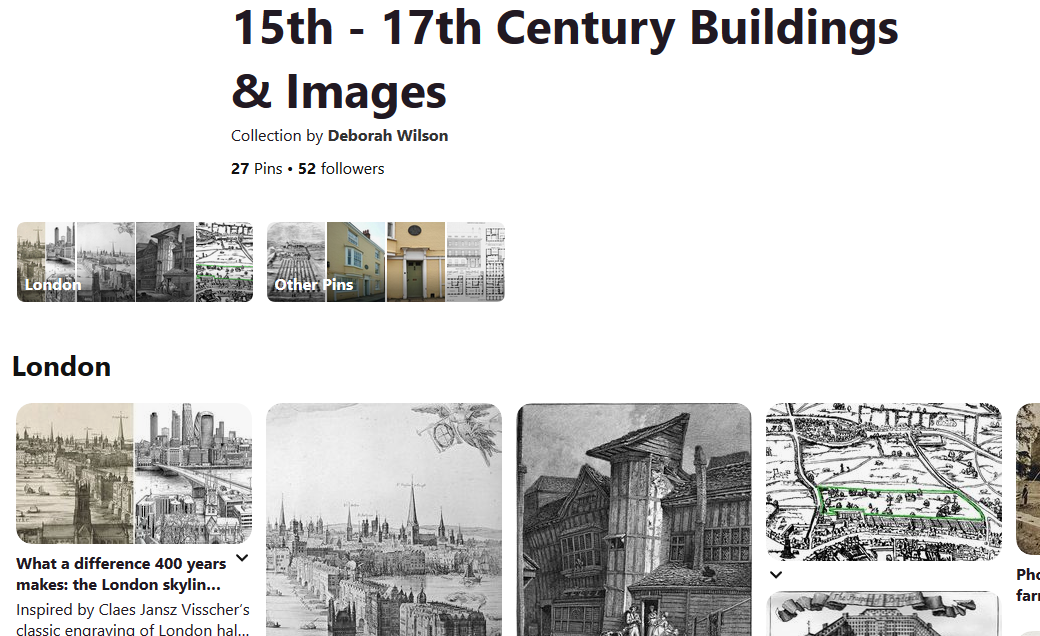 15th - 17th Century Buildings
& Images
Collection by Deborah Wilson
27 Pins • 52 followers
London
Other Pins
London
What a difference 400 years
makes: the London skylin...
Inspired by Claes Jansz Visscher's
classic engraving of London hal...
Pho
farr